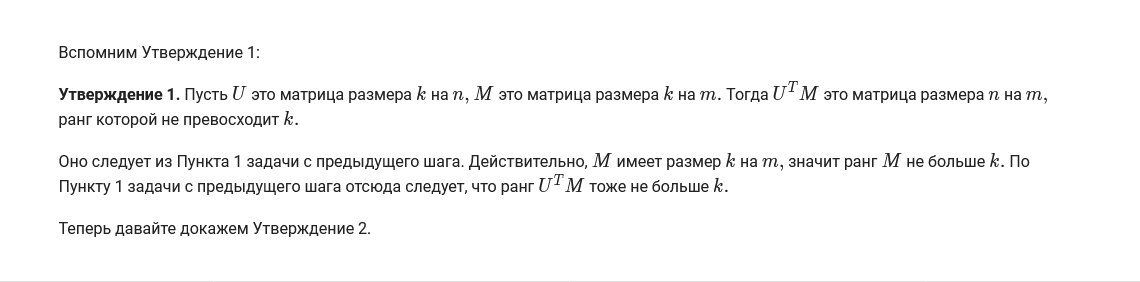 Вспомним Утверждение 1:
Утверждение 1. Пусть U это матрица размера k на n, M это матрица размера k на m. Тогда U^T M это матрица размера n на m,
ранг которой не превосходит k.
Оно следует из Пункта 1 задачи с предыдущего шага. Действительно, M имеет размер k на m, значит ранг M не больше k. По
Пункту 1 задачи с предыдущего шага отсюда следует, что ранг U^T M тоже не больше k.
Теперь давайте докажем Утверждение 2.